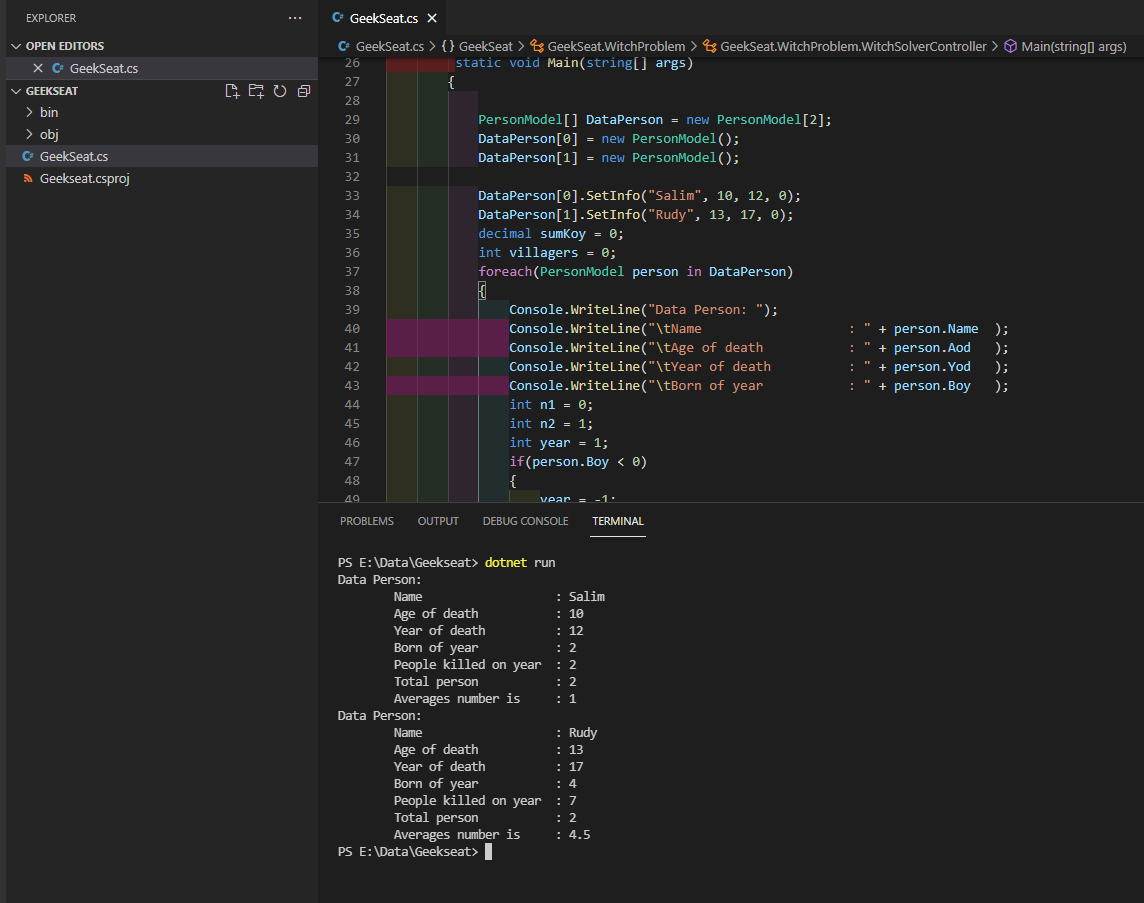 EXPLORER ···
OPEN EDITORS
GeekSeat.cs
GEEKSEAT
bin
obj
GeekSeat.cs
Geekseat.csproj
GeekSeat.cs
GeekSeat.cs > {} GeekSeat > GeekSeat.WitchProblem > GeekSeat.WitchProblem.WitchSolverController > Main(string[] args)
26 static void Main(string[] args)
27 {
28
29 PersonModel[] DataPerson = new PersonModel[2];
30 DataPerson[0] = new PersonModel();
31 DataPerson[1] = new PersonModel();
32
33 DataPerson[0].SetInfo("Salim", 10, 12, 0);
34 DataPerson[1].SetInfo("Rudy", 13, 17, 0);
35 decimal sumKoy = 0;
36 int villagers = 0;
37 foreach(PersonModel person in DataPerson)
38 {
39 Console.WriteLine("Data Person: ");
40 Console.WriteLine("\tName : " + person.Name );
41 Console.WriteLine("\tAge of death : " + person.Aod );
42 Console.WriteLine("\tYear of death : " + person.Yod );
43 Console.WriteLine("\tBorn of year : " + person.Boy );
44 int n1 = 0;
45 int n2 = 1;
46 int year = 1;
47 if(person.Boy < 0)
48 {
49 year = -1;
PROBLEMS OUTPUT DEBUG CONSOLE TERMINAL
PS E:\Data\Geekseat> dotnet run
Data Person:
Name : Salim
Age of death : 10
Year of death : 12
Born of year : 2
People killed on year : 2
Total person : 2
Averages number is : 1
Data Person:
Name : Rudy
Age of death : 13
Year of death : 17
Born of year : 4
People killed on year : 7
Total person : 2
Averages number is : 4.5
PS E:\Data\Geekseat>